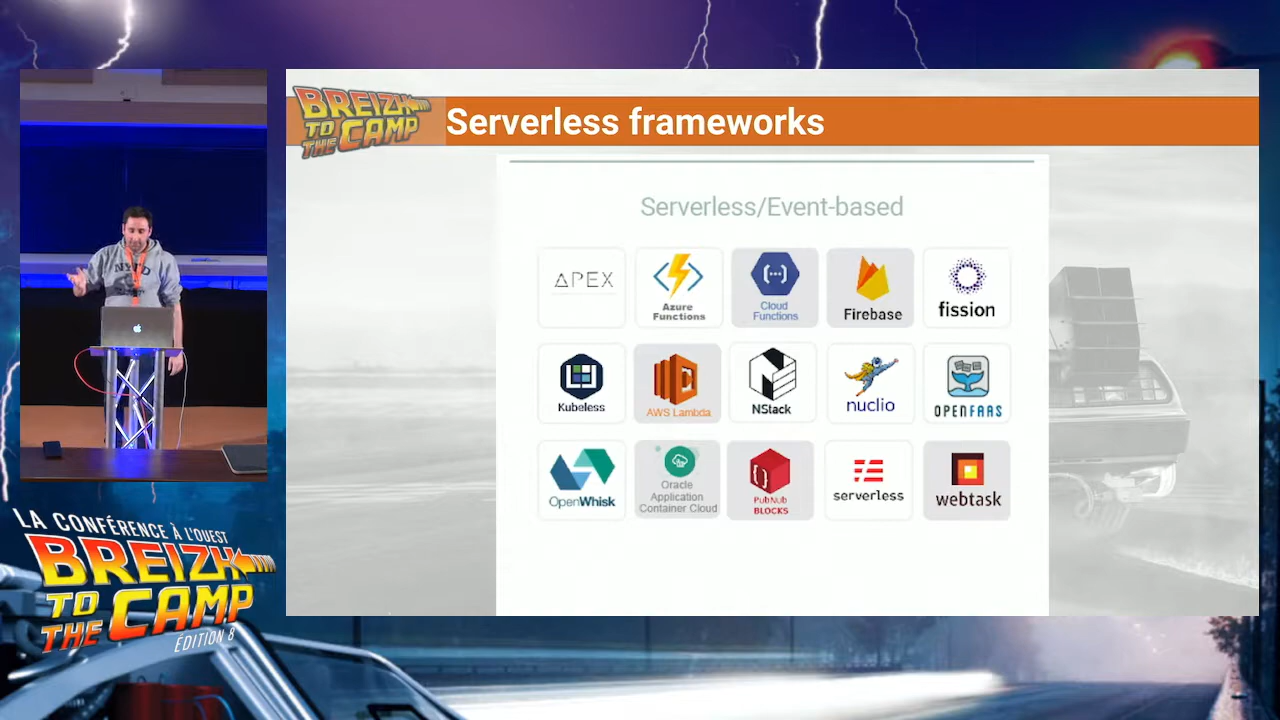 BREIZH
TO
THE CAMP
Serverless frameworks
Serverless/Event-based
APEX
Azure
Functions
Cloud
Functions
Firebase
fission
Kubeless
AWS Lambda
NStack
nuclio
OPENFAAS
OpenWhisk
Oracle
Application
Container Cloud
PubNub
BLOCKS
serverless
webtask
NYPD
LA CONFÉRENCE À L'OUEST
BREIZH
TO
THE CAMP
ÉDITION 8